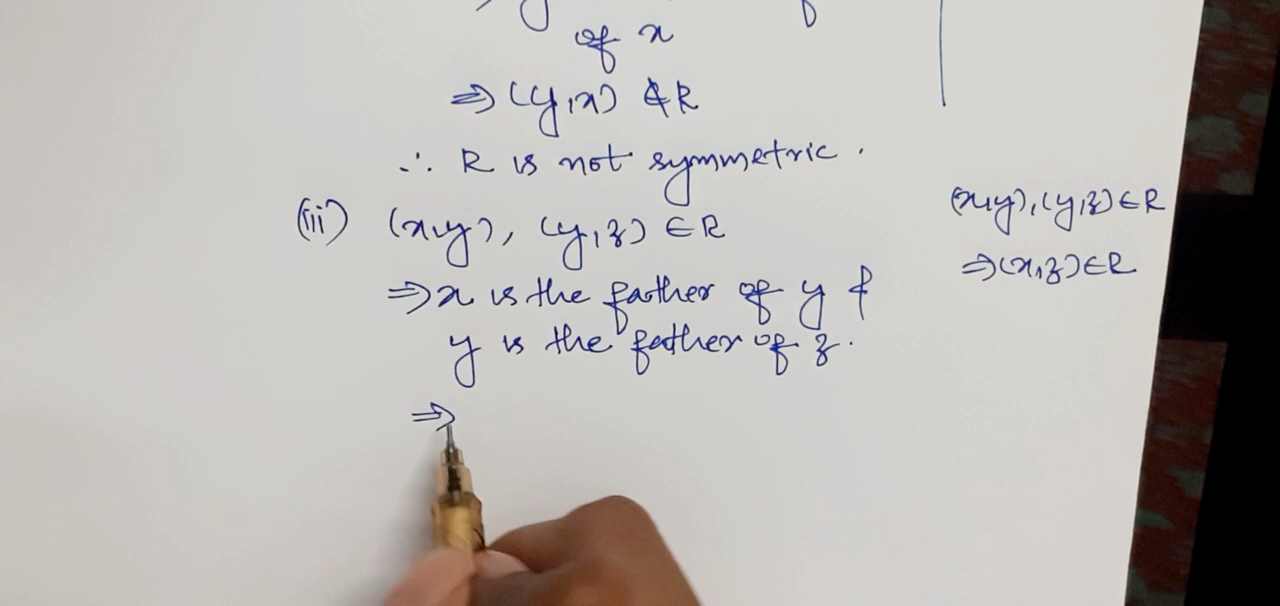 of x
⇒ (y,x) ∉ R
∴ R is not symmetric.
(iii) (x,y), (y,z) ∈ R
⇒ x is the father of y &
y is the father of z.
⇒
(x,y), (y,z) ∈ R
⇒ (x,z) ∈ R